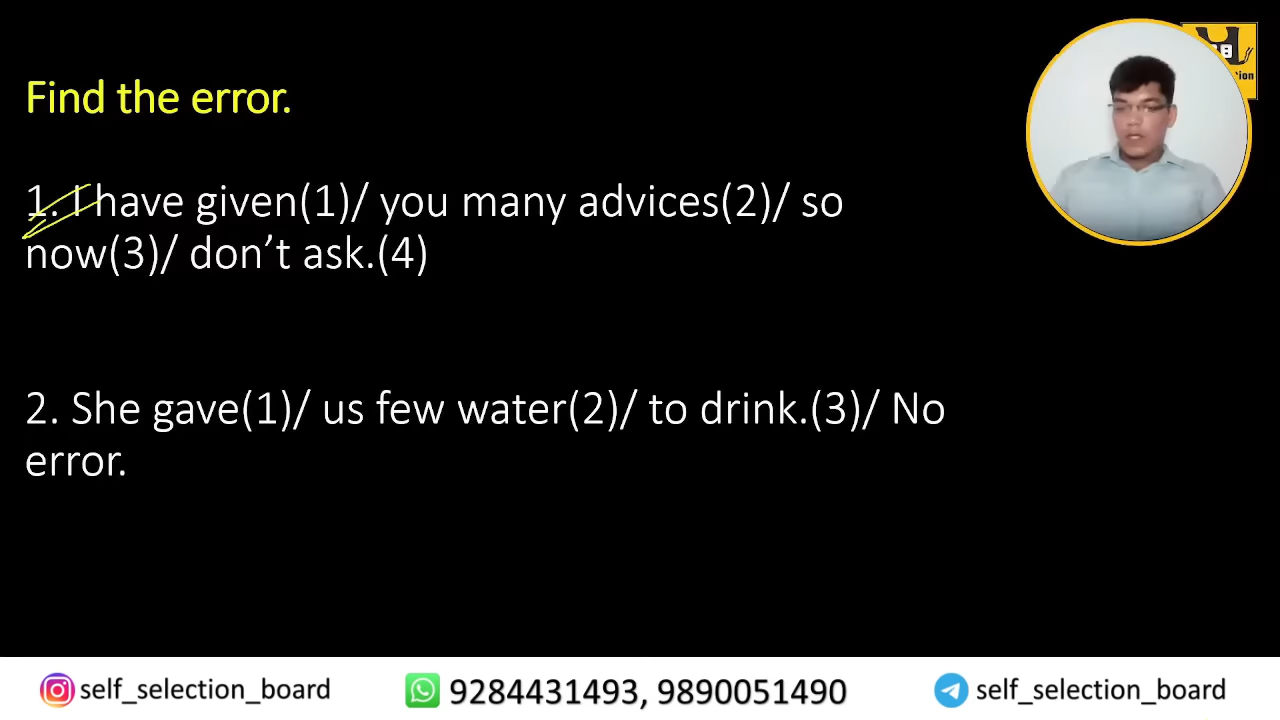 Find the error.
1. I have given(1)/ you many advices(2)/ so
now(3)/ don't ask.(4)
2. She gave(1)/ us few water(2)/ to drink.(3)/ No
error.
self_selection_board
9284431493, 9890051490
self_selection_board